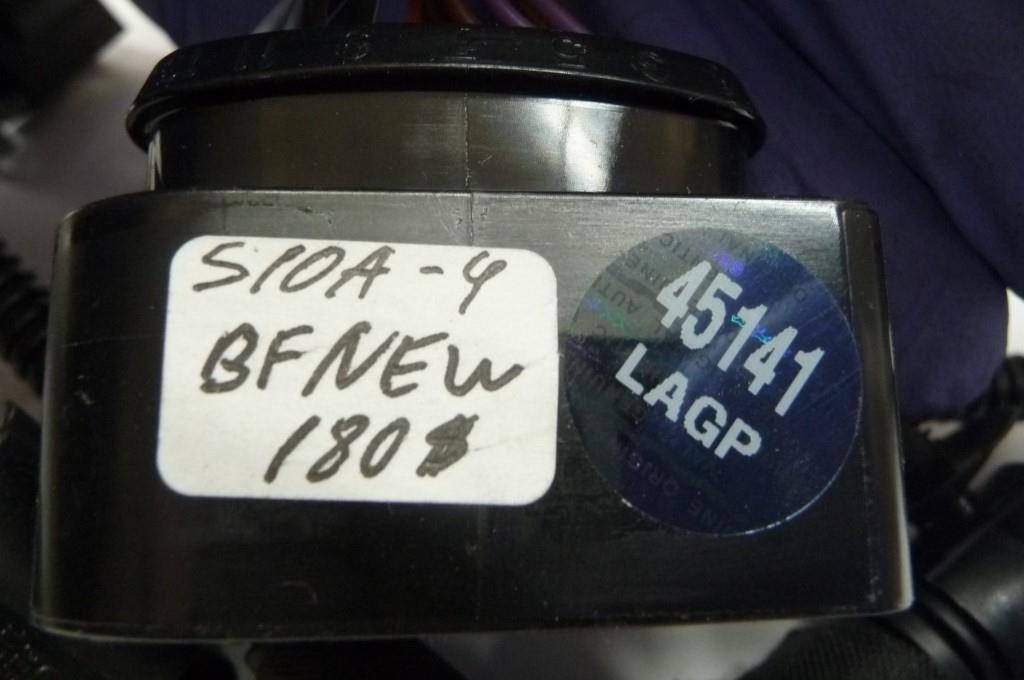 S10A-4
BFNEW
180$
45141
LAGP